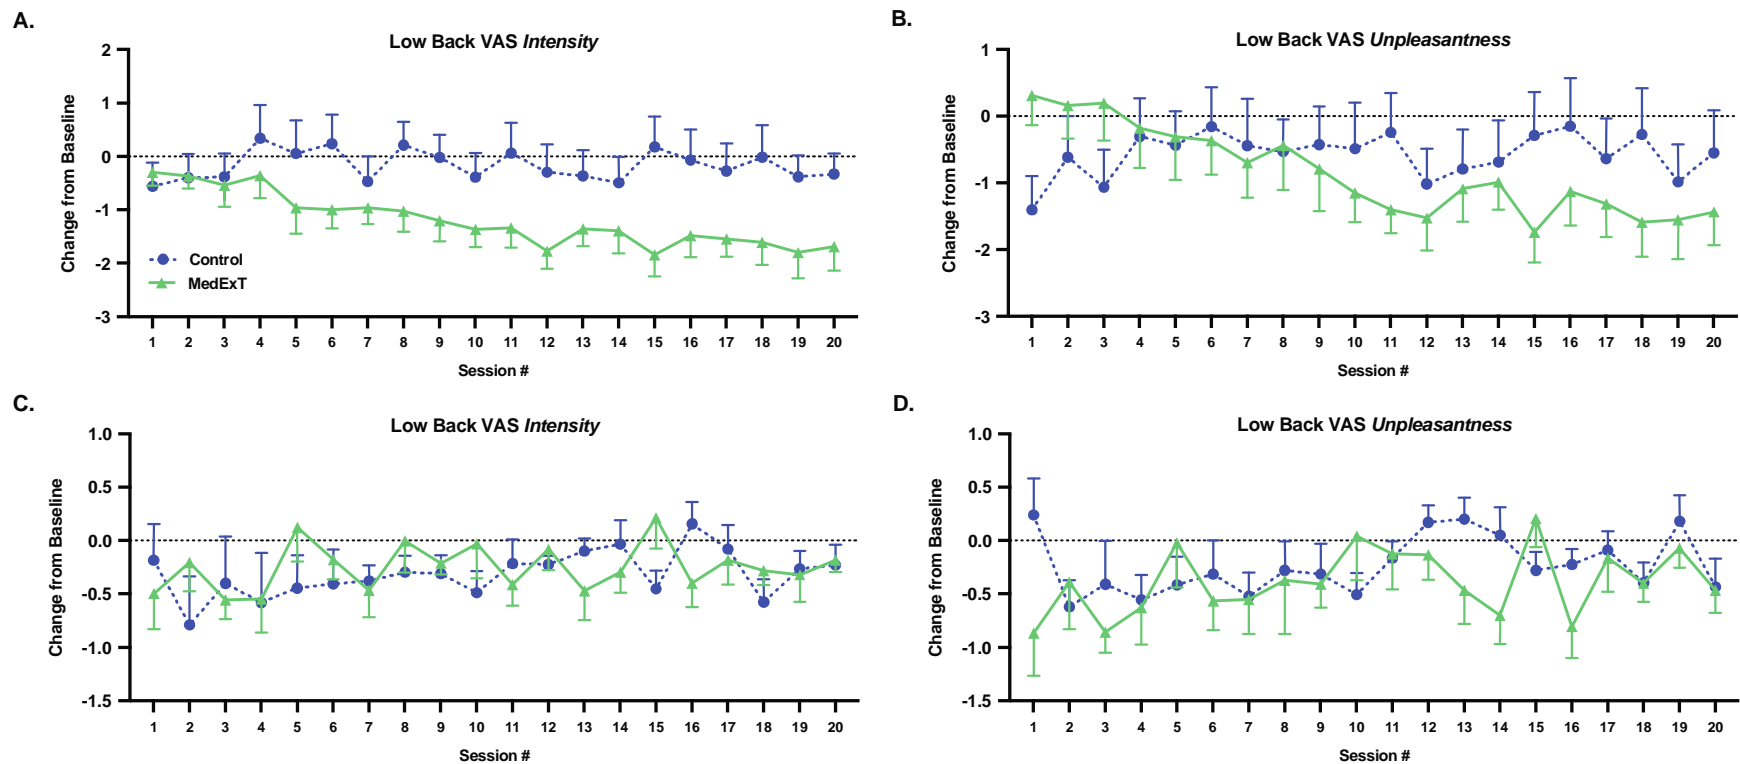 A.
Low Back VAS Intensity
Change from Baseline
2
1
0
-1
-2
-3
Control
MedExT
1 2 3 4 5 6 7 8 9 10 11 12 13 14 15 16 17 18 19 20
Session #
B.
Low Back VAS Unpleasantness
Change from Baseline
1
0
-1
-2
-3
1 2 3 4 5 6 7 8 9 10 11 12 13 14 15 16 17 18 19 20
Session #
C.
Low Back VAS Intensity
Change from Baseline
1.0
0.5
0.0
-0.5
-1.0
-1.5
1 2 3 4 5 6 7 8 9 10 11 12 13 14 15 16 17 18 19 20
Session #
D.
Low Back VAS Unpleasantness
Change from Baseline
1.0
0.5
0.0
-0.5
-1.0
-1.5
1 2 3 4 5 6 7 8 9 10 11 12 13 14 15 16 17 18 19 20
Session #